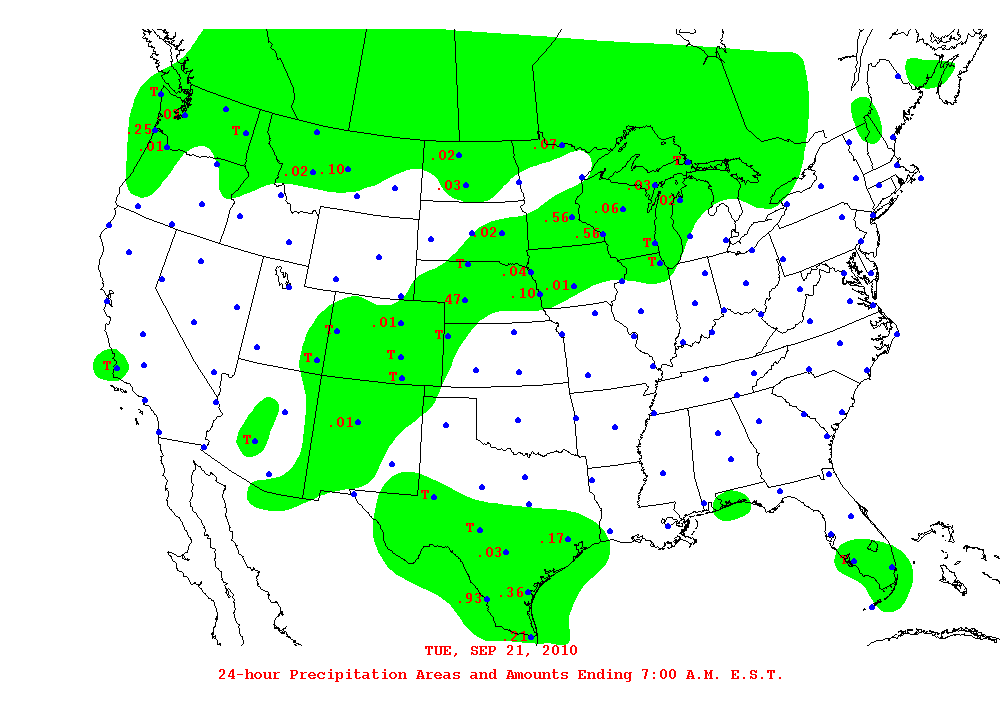 T
.03
.25
T
.01
.07
.02
T
.02
.10
.03
.03
.02
.06
.56
.02
.56
T
T
T
.04
.01
.10
.47
.01
T
T
T
T
T
T
.01
T
T
T
.17
.03
.36
.93
.21
TUE, SEP 21, 2010
24-hour Precipitation Areas and Amounts Ending 7:00 A.M. E.S.T.